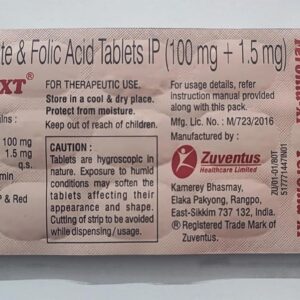 te & Folic Acid Tablets IP (100 mg + 1.5 mg)
XT®
ins :
100 mg
1.5 mg
q.s.
min
P & Red
FOR THERAPEUTIC USE.
Store in a cool & dry place.
Protect from moisture.
Keep out of reach of children.
CAUTION :
Tablets are hygroscopic in
nature. Exposure to humid
conditions may soften the
tablets affecting their
appearance and shape.
Cutting of strip to be avoided
while dispensing / usage.
For usage details, refer
instruction manual provided
along with this pack.
Mfg. Lic. No. : M/723/2016
Manufactured by :
Zuventus
Healthcare Limited
Kamerey Bhasmay,
Elaka Pakyong, Rangpo,
East-Sikkim 737 132, India.
® Registered Trade Mark of
Zuventus.